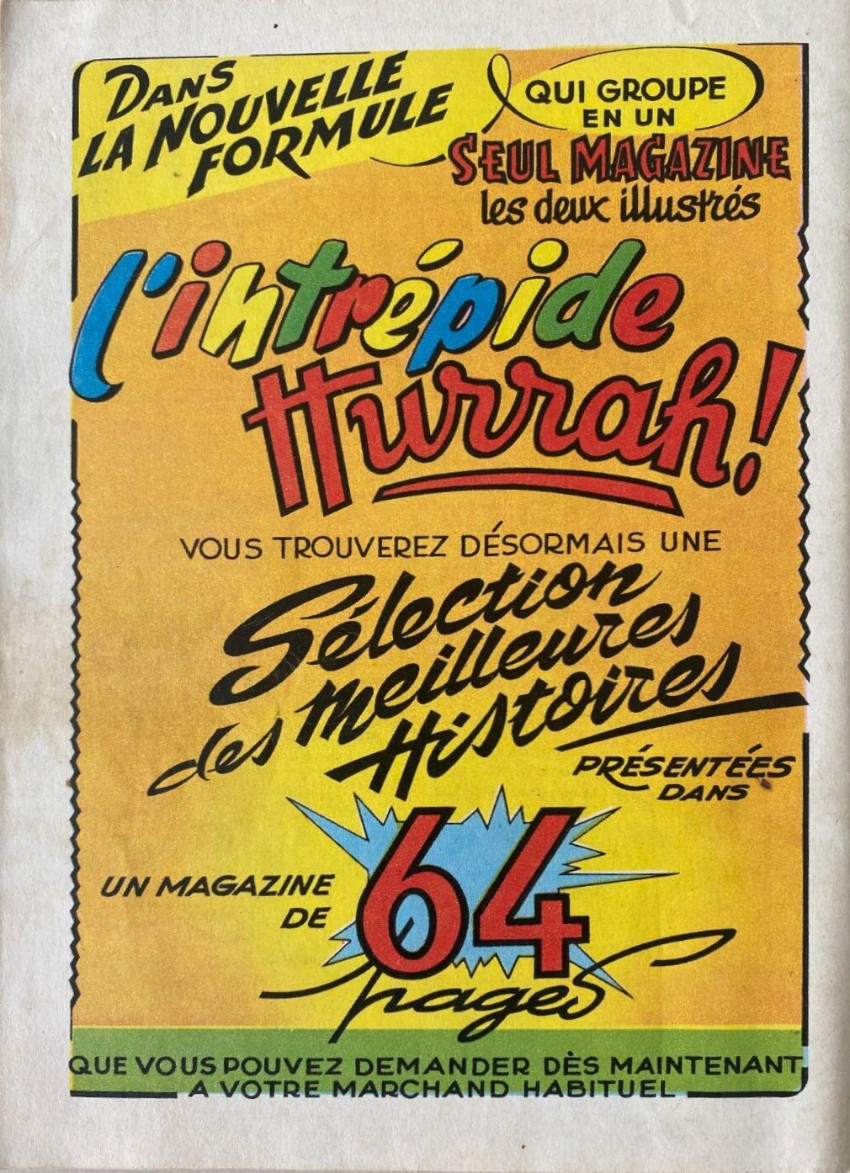 DANS
LA NOUVELLE
FORMULE
QUI GROUPE
EN UN
SEUL MAGAZINE
les deux illustrés
l'intrépide
Hurrah!
VOUS TROUVEREZ DÉSORMAIS UNE
Sélection
des meilleures
Histoires
PRÉSENTÉES
DANS
UN MAGAZINE
DE
64
pages
QUE VOUS POUVEZ DEMANDER DÈS MAINTENANT
A VOTRE MARCHAND HABITUEL